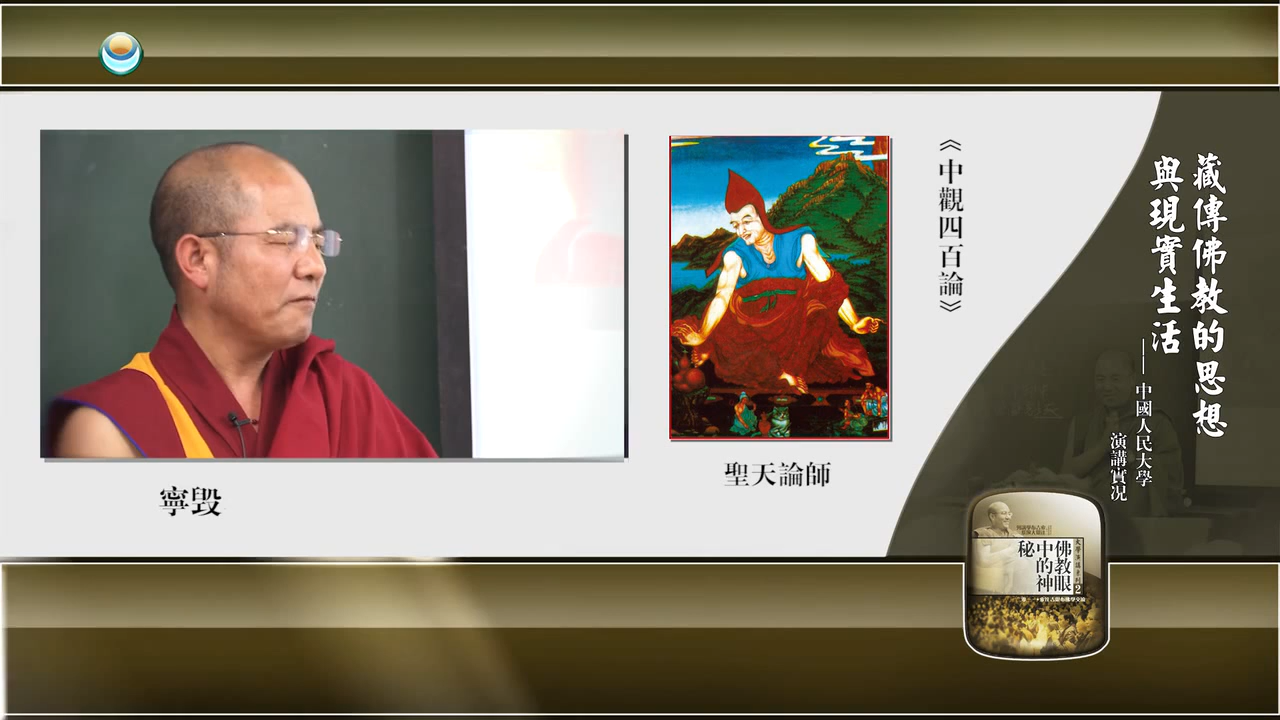 藏傳佛教的思想
與現實生活
——中國人民大學
演講實況
《中觀四百論》
聖天論師
寧毀
佛教眼
中的神
秘